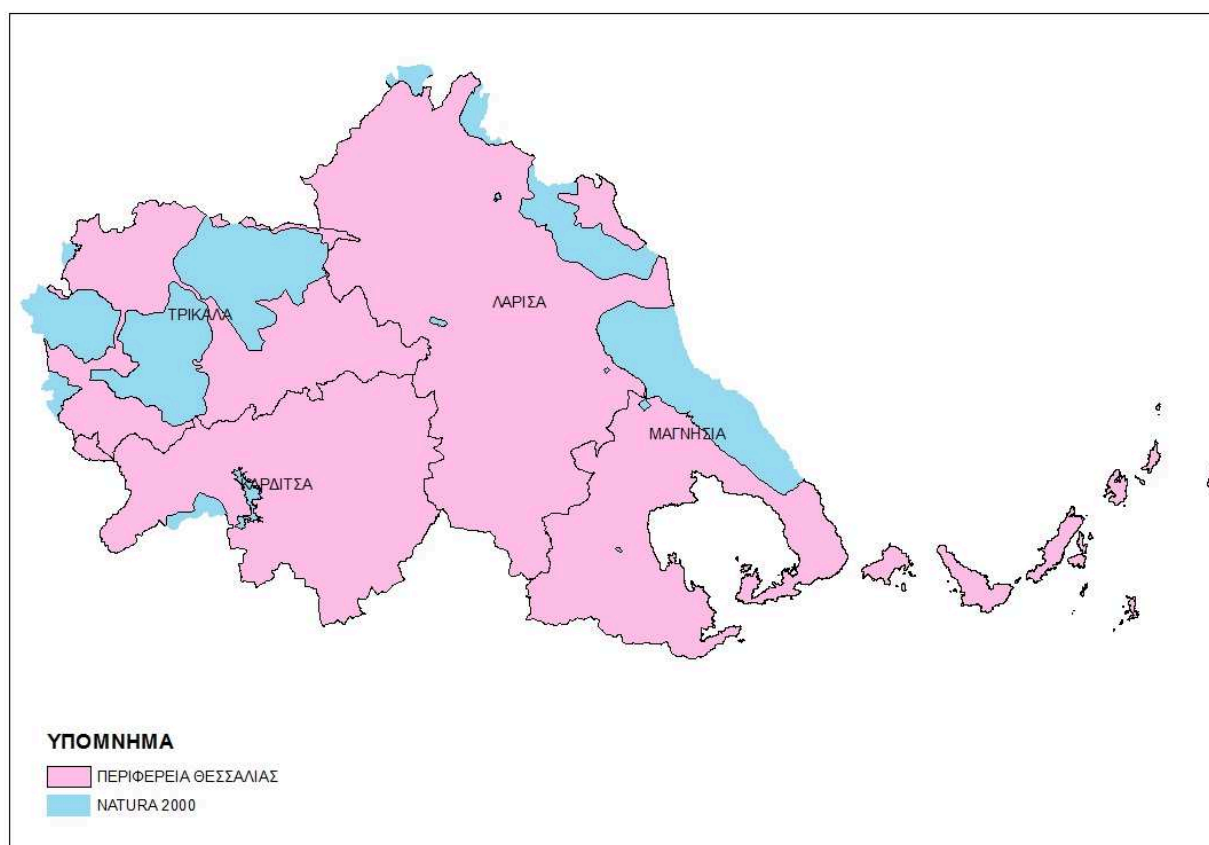 ΛΑΡΙΣΑ
ΤΡΙΚΑΛΑ
ΜΑΓΝΗΣΙΑ
ΚΑΡΔΙΤΣΑ
ΥΠΟΜΝΗΜΑ
ΠΕΡΙΦΕΡΕΙΑ ΘΕΣΣΑΛΙΑΣ
NATURA 2000